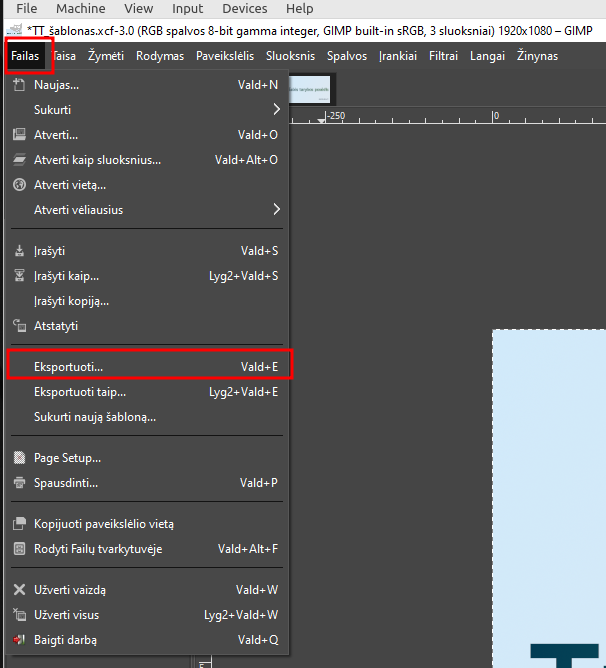 File Machine View Input Devices Help
*TT_šablonas.xcf-3.0 (RGB spalvos 8-bit gamma integer, GIMP built-in sRGB, 3 sluoksniai) 1920x1080 – GIMP
Failas Taisa Žymėti Rodymas Paveikslėlis Sluoksnis Spalvos Įrankiai Filtrai Langai Žinynas
Naujas... Vald+N
Sukurti
Atverti... Vald+O
Atverti kaip sluoksnius... Vald+Alt+O
Atverti vietą...
Atverti vėliausius
Įrašyti Vald+S
Įrašyti kaip... Lyg2+Vald+S
Įrašyti kopiją...
Atstatyti
Eksportuoti... Vald+E
Eksportuoti taip... Lyg2+Vald+E
Sukurti naują šabloną...
Page Setup...
Spausdinti... Vald+P
Kopijuoti paveikslėlio vietą
Rodyti Failų tvarkytuvėje Vald+Alt+F
Užverti vaizdą Vald+W
Užverti visus Lyg2+Vald+W
Baigti darbą Vald+Q
-250 0